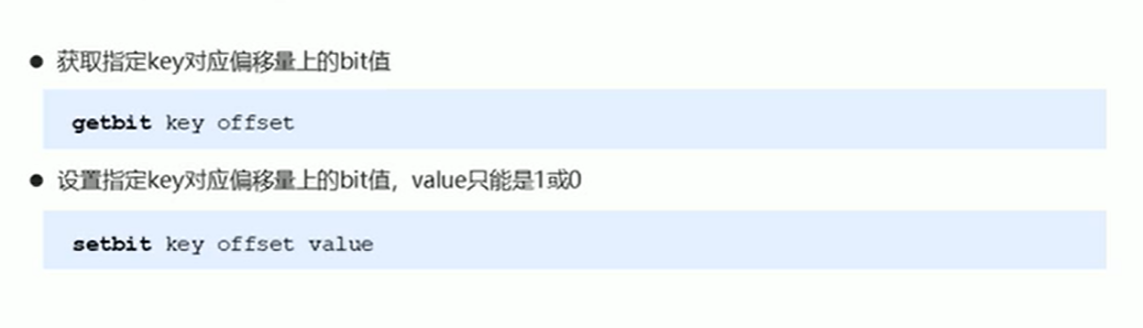 ● 获取指定key对应偏移量上的bit值
getbit key offset
● 设置指定key对应偏移量上的bit值，value只能是1或0
setbit key offset value